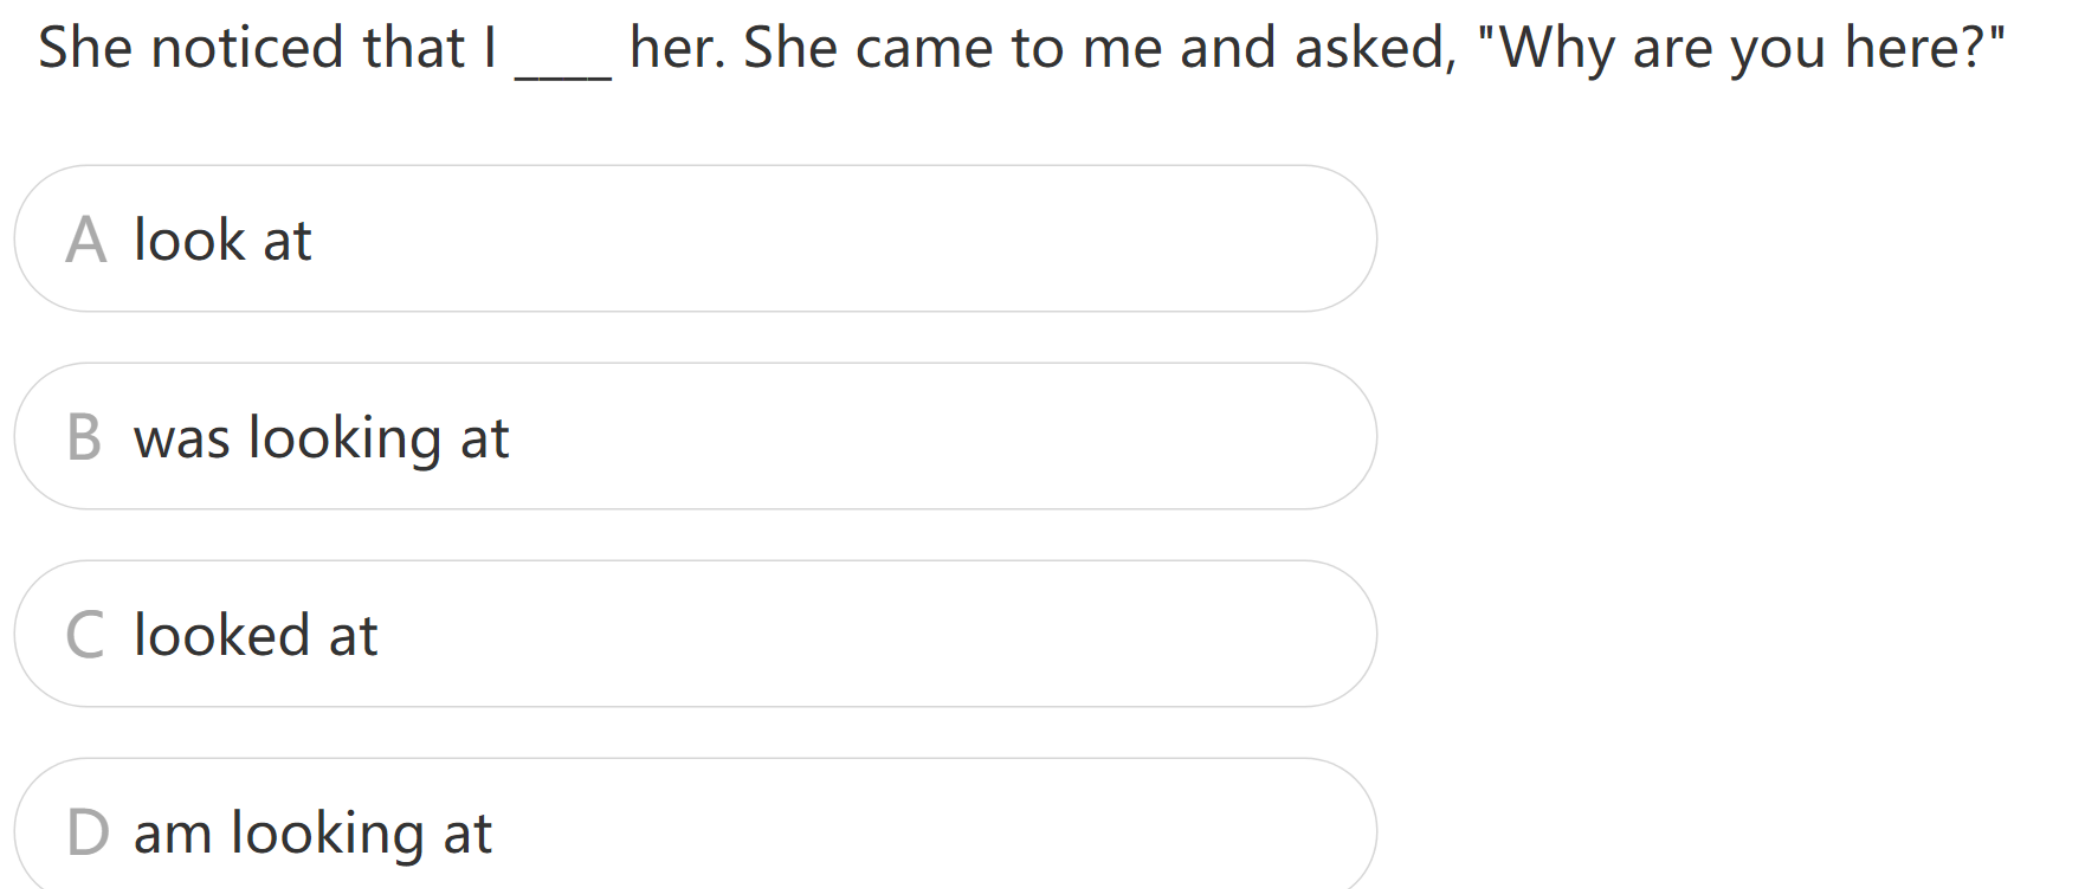 She noticed that I ____ her. She came to me and asked, "Why are you here?"
A look at
B was looking at
C looked at
D am looking at